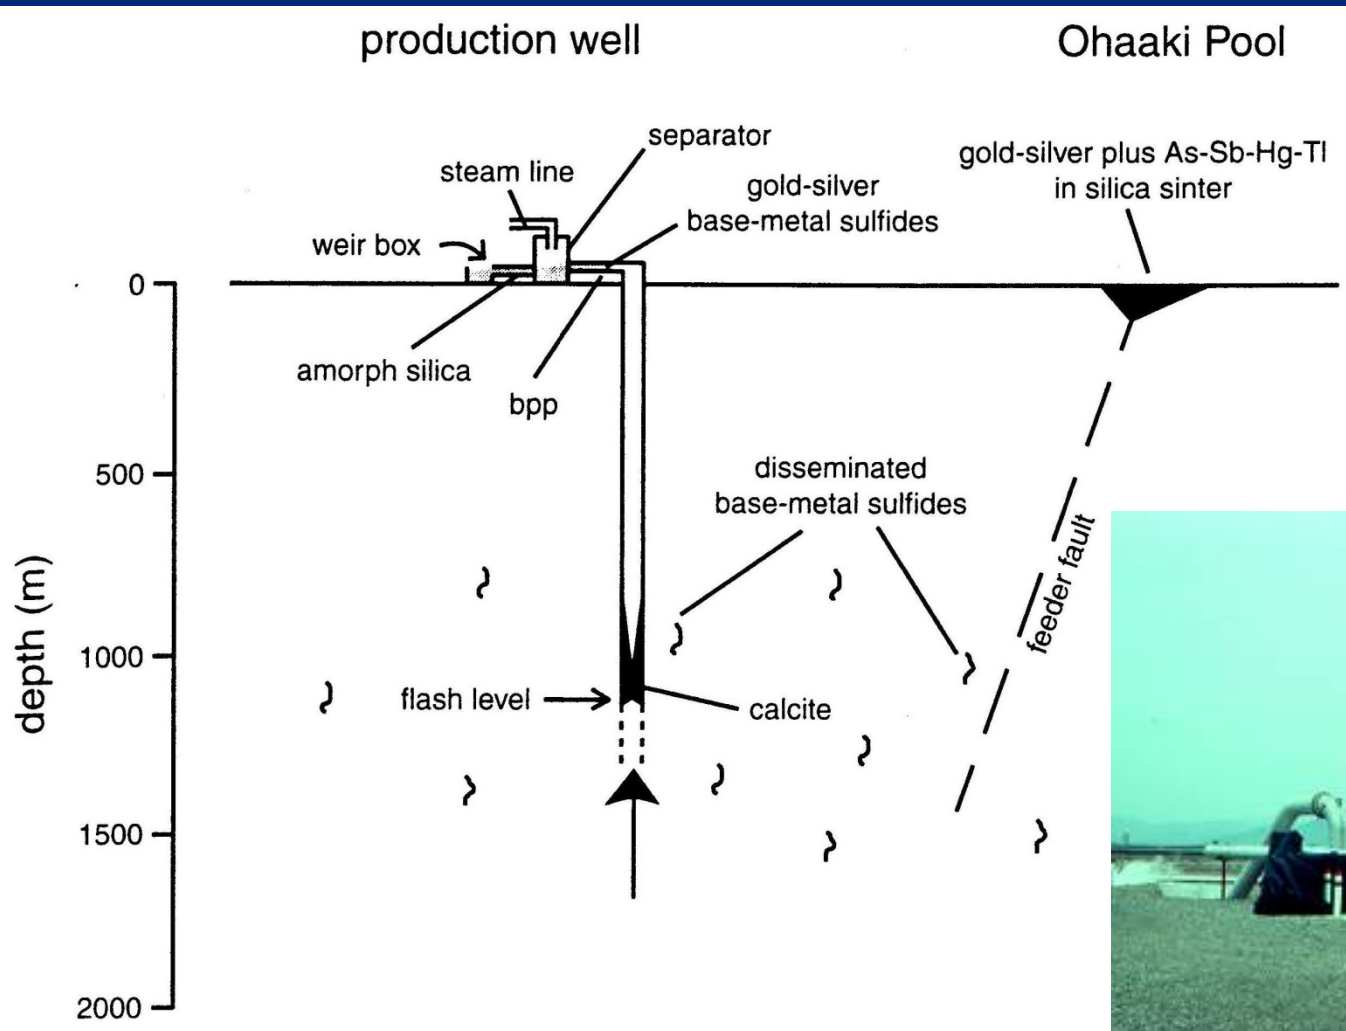 production well
Ohaaki Pool
separator
steam line
gold-silver
base-metal sulfides
gold-silver plus As-Sb-Hg-Tl
in silica sinter
weir box
0
amorph silica
bpp
500
disseminated
base-metal sulfides
feeder fault
depth (m)
1000
flash level
calcite
1500
2000